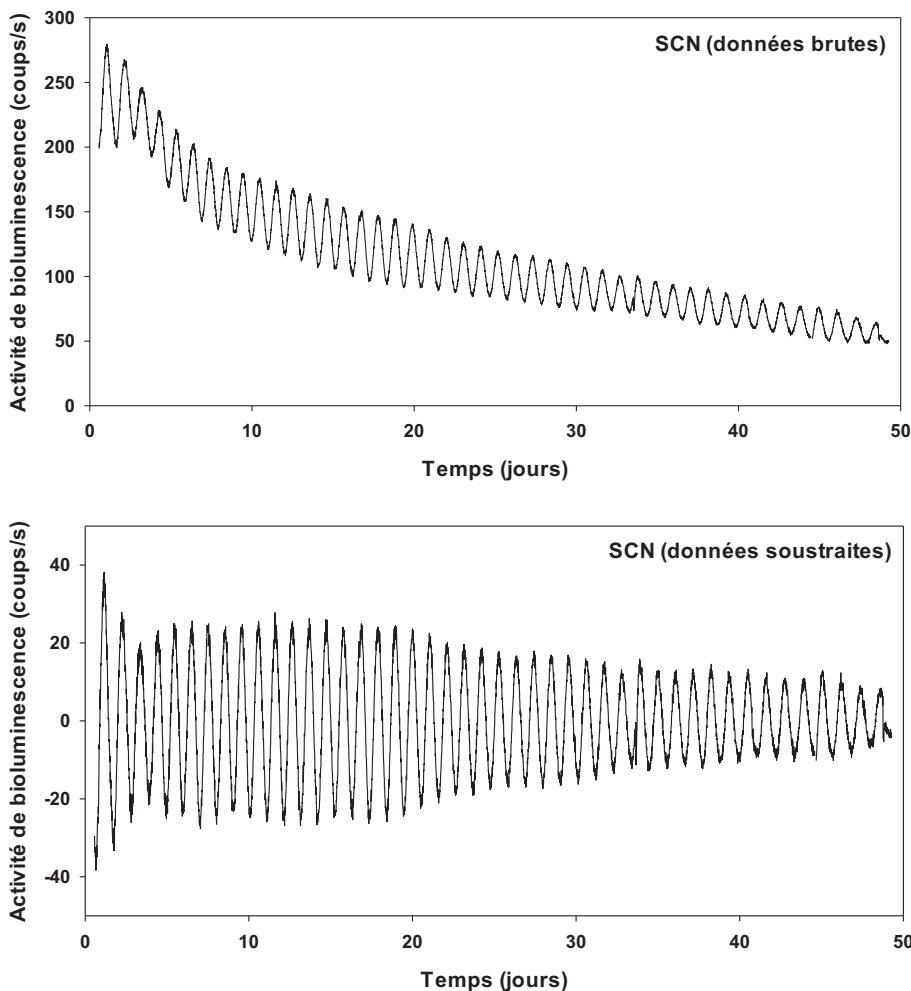 SCN (données brutes)
Activité de bioluminescence (coups/s)
300
250
200
150
100
50
0
0 10 20 30 40 50
Temps (jours)
SCN (données soustraites)
Activité de bioluminescence (coups/s)
40
20
0
-20
-40
0 10 20 30 40 50
Temps (jours)